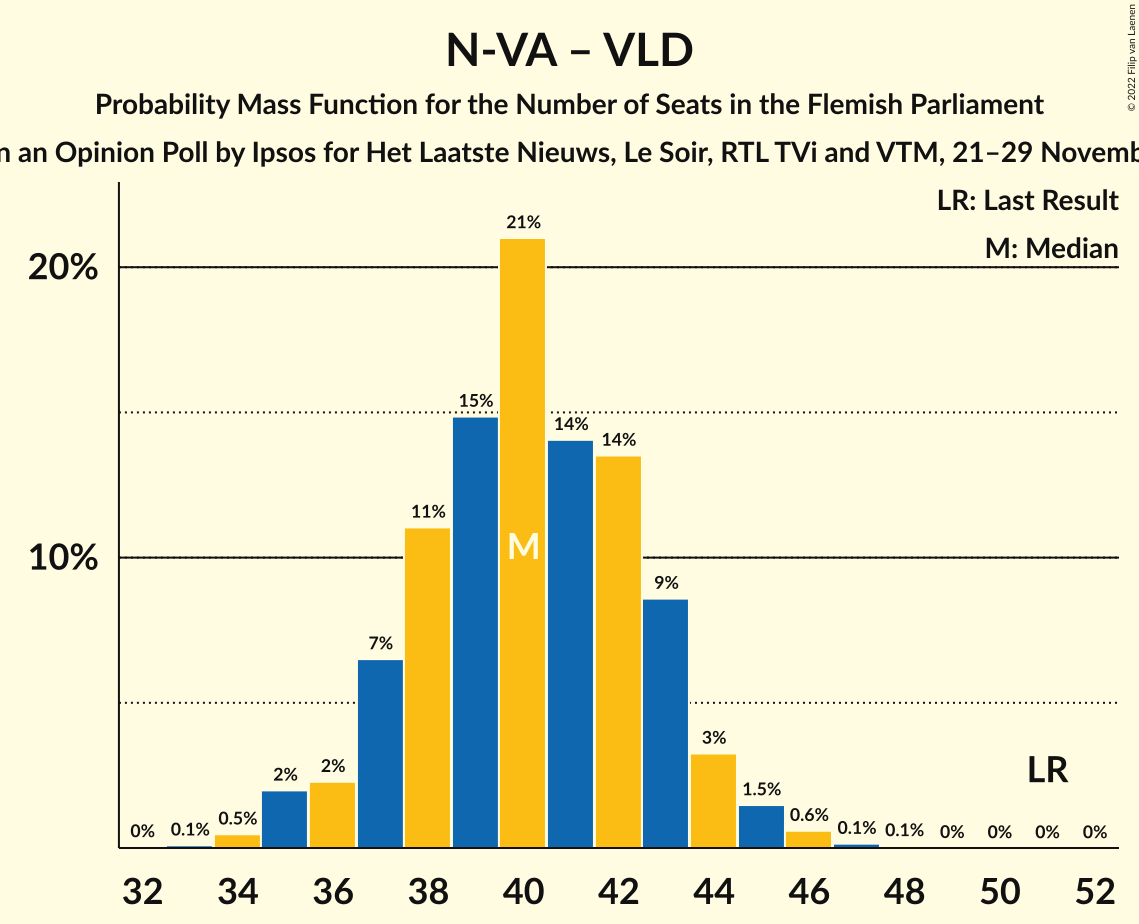 © 2022 Filip van Laenen
N-VA – VLD
Probability Mass Function for the Number of Seats in the Flemish Parliament
an Opinion Poll by Ipsos for Het Laatste Nieuws, Le Soir, RTL TVi and VTM, 21–29
LR: Last Result
M: Median
20%
10%
0%
0.1%
0.5%
2%
2%
7%
11%
15%
21%
14%
14%
9%
3%
1.5%
0.6%
0.1%
0.1%
0%
0%
0%
0%
M
LR
32 34 36 38 40 42 44 46 48 50 52